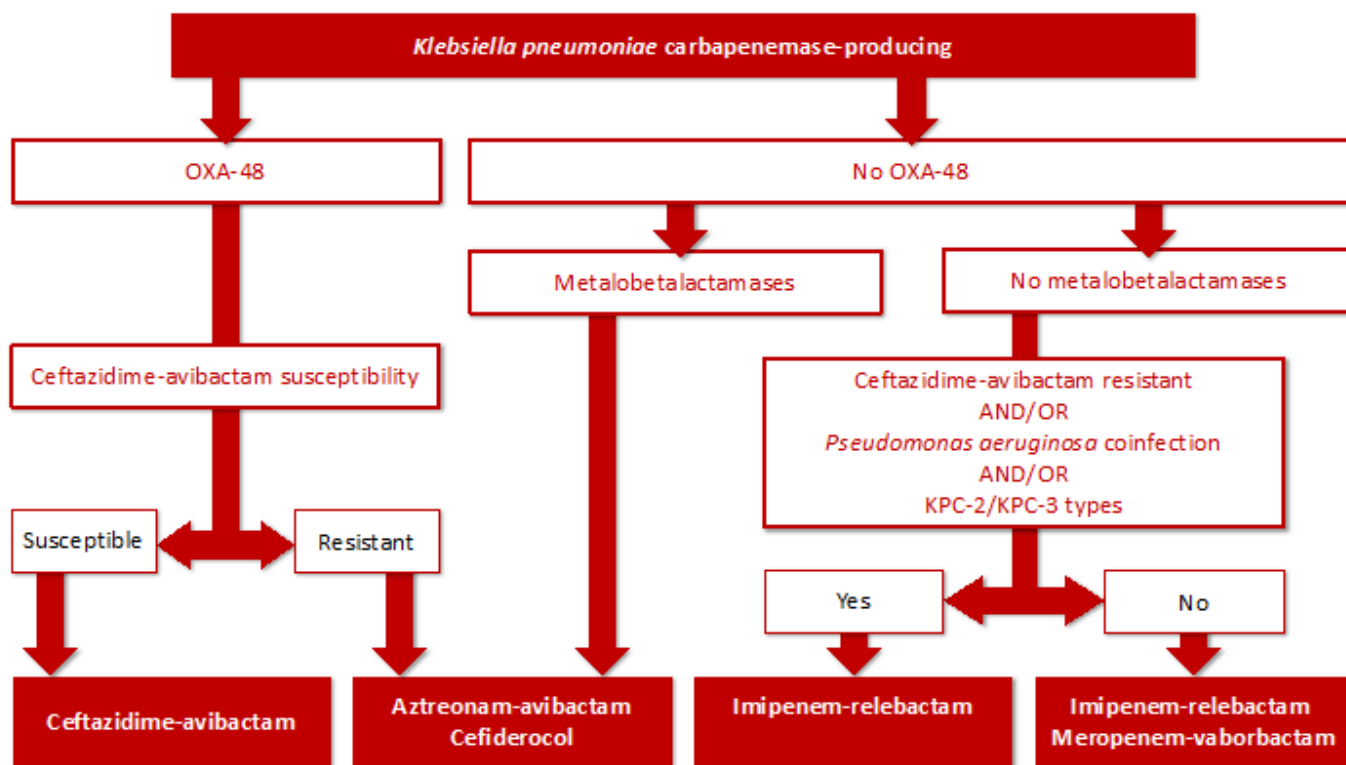 Klebsiella pneumoniae carbapenemase-producing
OXA-48
No OXA-48
Metalobetalactamases
No metalobetalactamases
Ceftazidime-avibactam susceptibility
Ceftazidime-avibactam resistant
AND/OR
Pseudomonas aeruginosa coinfection
AND/OR
KPC-2/KPC-3 types
Susceptible
Resistant
Yes
No
Ceftazidime-avibactam
Aztreonam-avibactam
Cefiderocol
Imipenem-relebactam
Imipenem-relebactam
Meropenem-vaborbactam